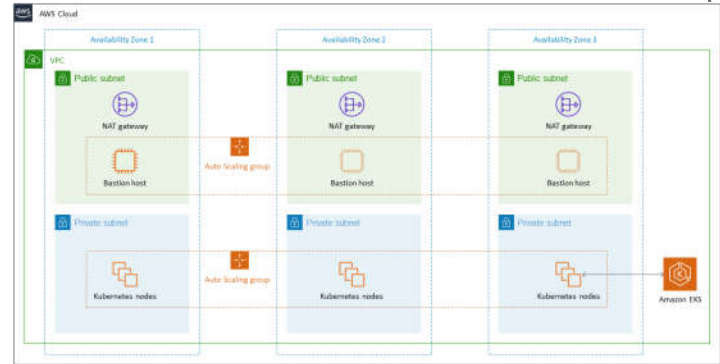 aws AWS Cloud
Availability Zone 1 Availability Zone 2 Availability Zone 3
VPC
Public subnet Public subnet Public subnet
NAT gateway NAT gateway NAT gateway
Auto Scaling group
Bastion host Bastion host Bastion host
Private subnet Private subnet Private subnet
Auto Scaling group
Kubernetes nodes Kubernetes nodes Kubernetes nodes
Amazon EKS